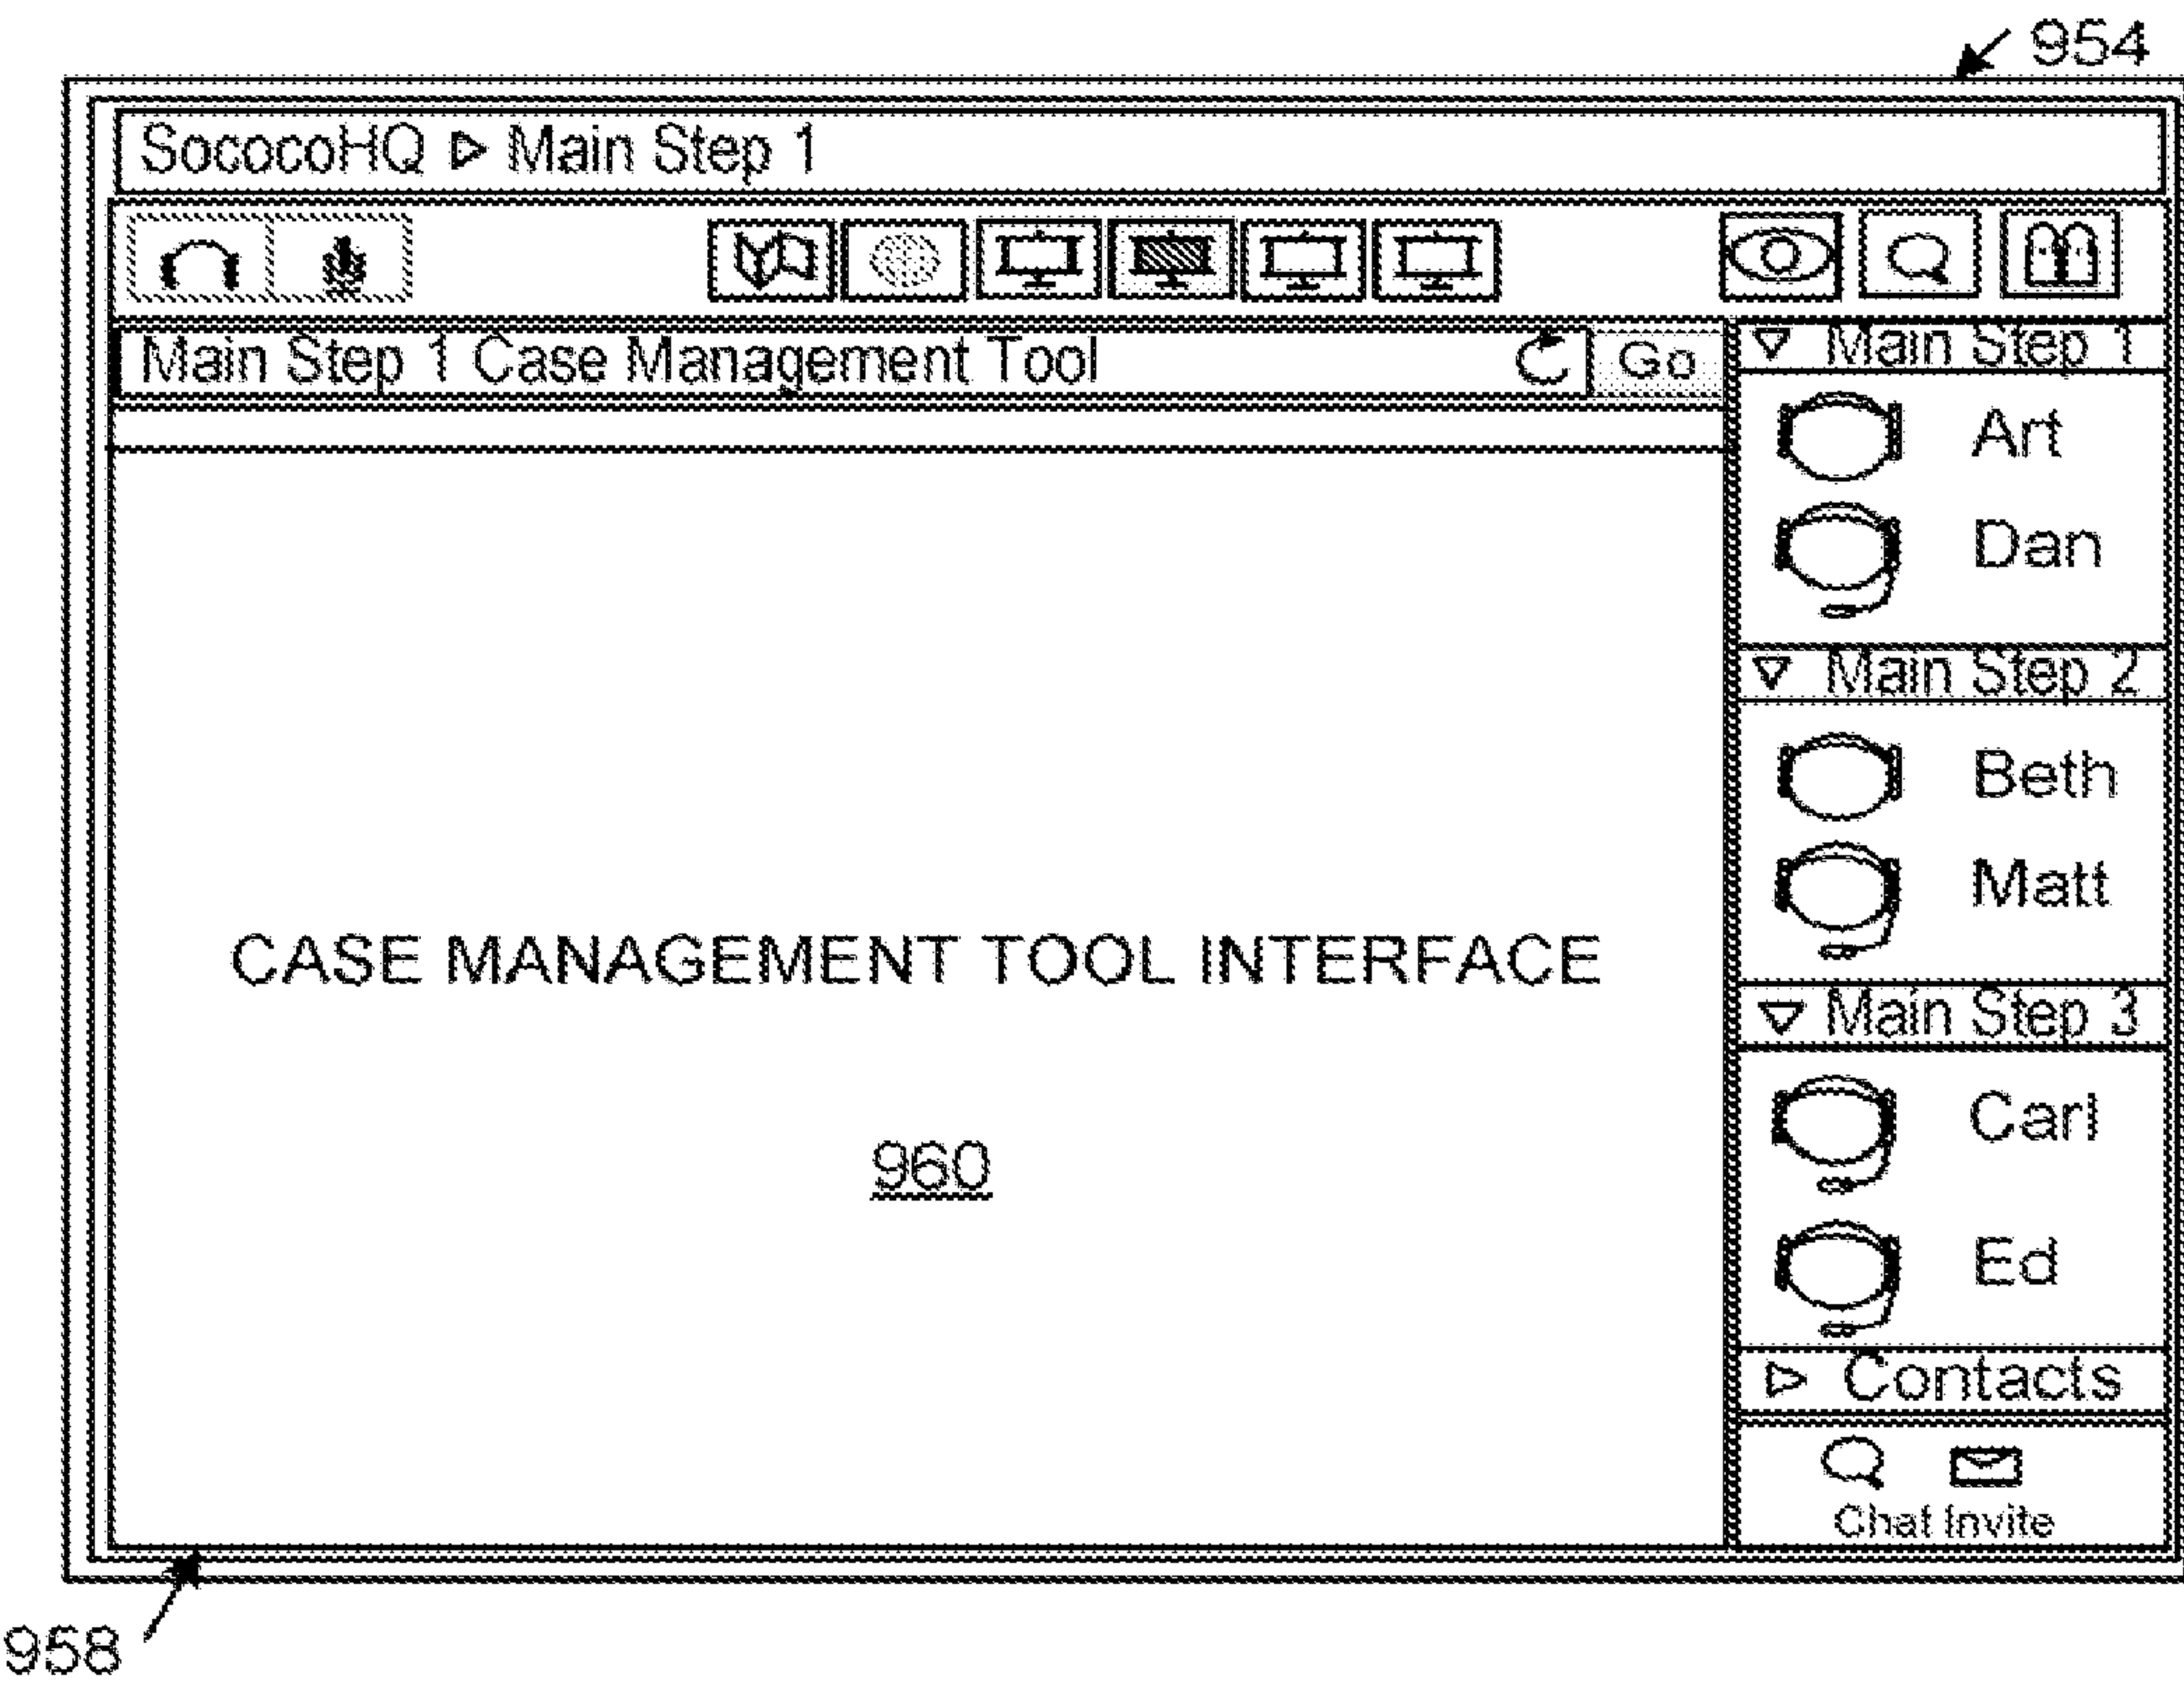 954
SococoHQ ▷ Main Step 1
Main Step 1 Case Management Tool
Go
CASE MANAGEMENT TOOL INTERFACE
960
▽ Main Step 1
Art
Dan
▽ Main Step 2
Beth
Matt
▽ Main Step 3
Carl
Ed
▷ Contacts
Chat Invite
958